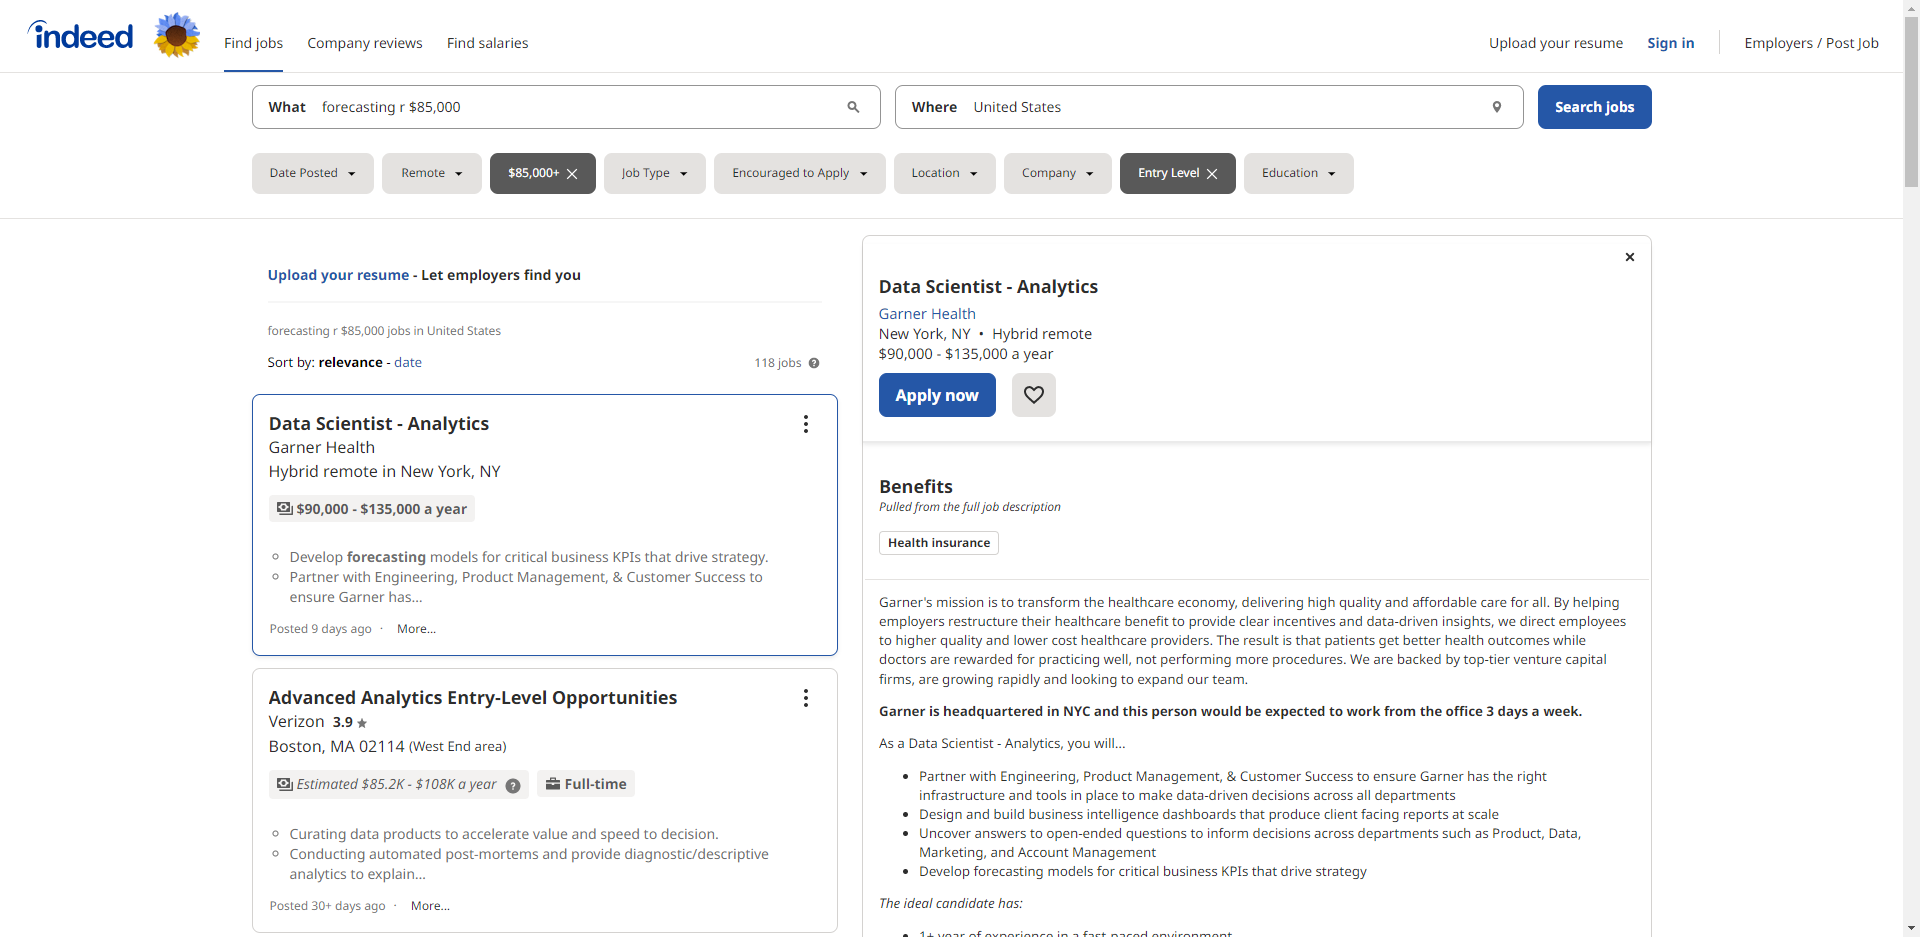 indeed
Find jobs
Company reviews
Find salaries
Upload your resume
Sign in
Employers / Post Job
What forecasting r $85,000
Where United States
Search jobs
Date Posted
Remote
$85,000+
Job Type
Encouraged to Apply
Location
Company
Entry Level
Education
Upload your resume - Let employers find you
forecasting r $85,000 jobs in United States
Sort by: relevance - date
118 jobs
Data Scientist - Analytics
Garner Health
Hybrid remote in New York, NY
$90,000 - $135,000 a year
Develop forecasting models for critical business KPIs that drive strategy.
Partner with Engineering, Product Management, & Customer Success to
ensure Garner has...
Posted 9 days ago · More...
Advanced Analytics Entry-Level Opportunities
Verizon 3.9
Boston, MA 02114 (West End area)
Estimated $85.2K - $108K a year
Full-time
Curating data products to accelerate value and speed to decision.
Conducting automated post-mortems and provide diagnostic/descriptive
analytics to explain...
Posted 30+ days ago · More...
Data Scientist - Analytics
Garner Health
New York, NY • Hybrid remote
$90,000 - $135,000 a year
Apply now
Benefits
Pulled from the full job description
Health insurance
Garner's mission is to transform the healthcare economy, delivering high quality and affordable care for all. By helping
employers restructure their healthcare benefit to provide clear incentives and data-driven insights, we direct employees
to higher quality and lower cost healthcare providers. The result is that patients get better health outcomes while
doctors are rewarded for practicing well, not performing more procedures. We are backed by top-tier venture capital
firms, are growing rapidly and looking to expand our team.
Garner is headquartered in NYC and this person would be expected to work from the office 3 days a week.
As a Data Scientist - Analytics, you will...
Partner with Engineering, Product Management, & Customer Success to ensure Garner has the right
infrastructure and tools in place to make data-driven decisions across all departments
Design and build business intelligence dashboards that produce client facing reports at scale
Uncover answers to open-ended questions to inform decisions across departments such as Product, Data,
Marketing, and Account Management
Develop forecasting models for critical business KPIs that drive strategy
The ideal candidate has:
1+ year of experience in a fast-paced environment